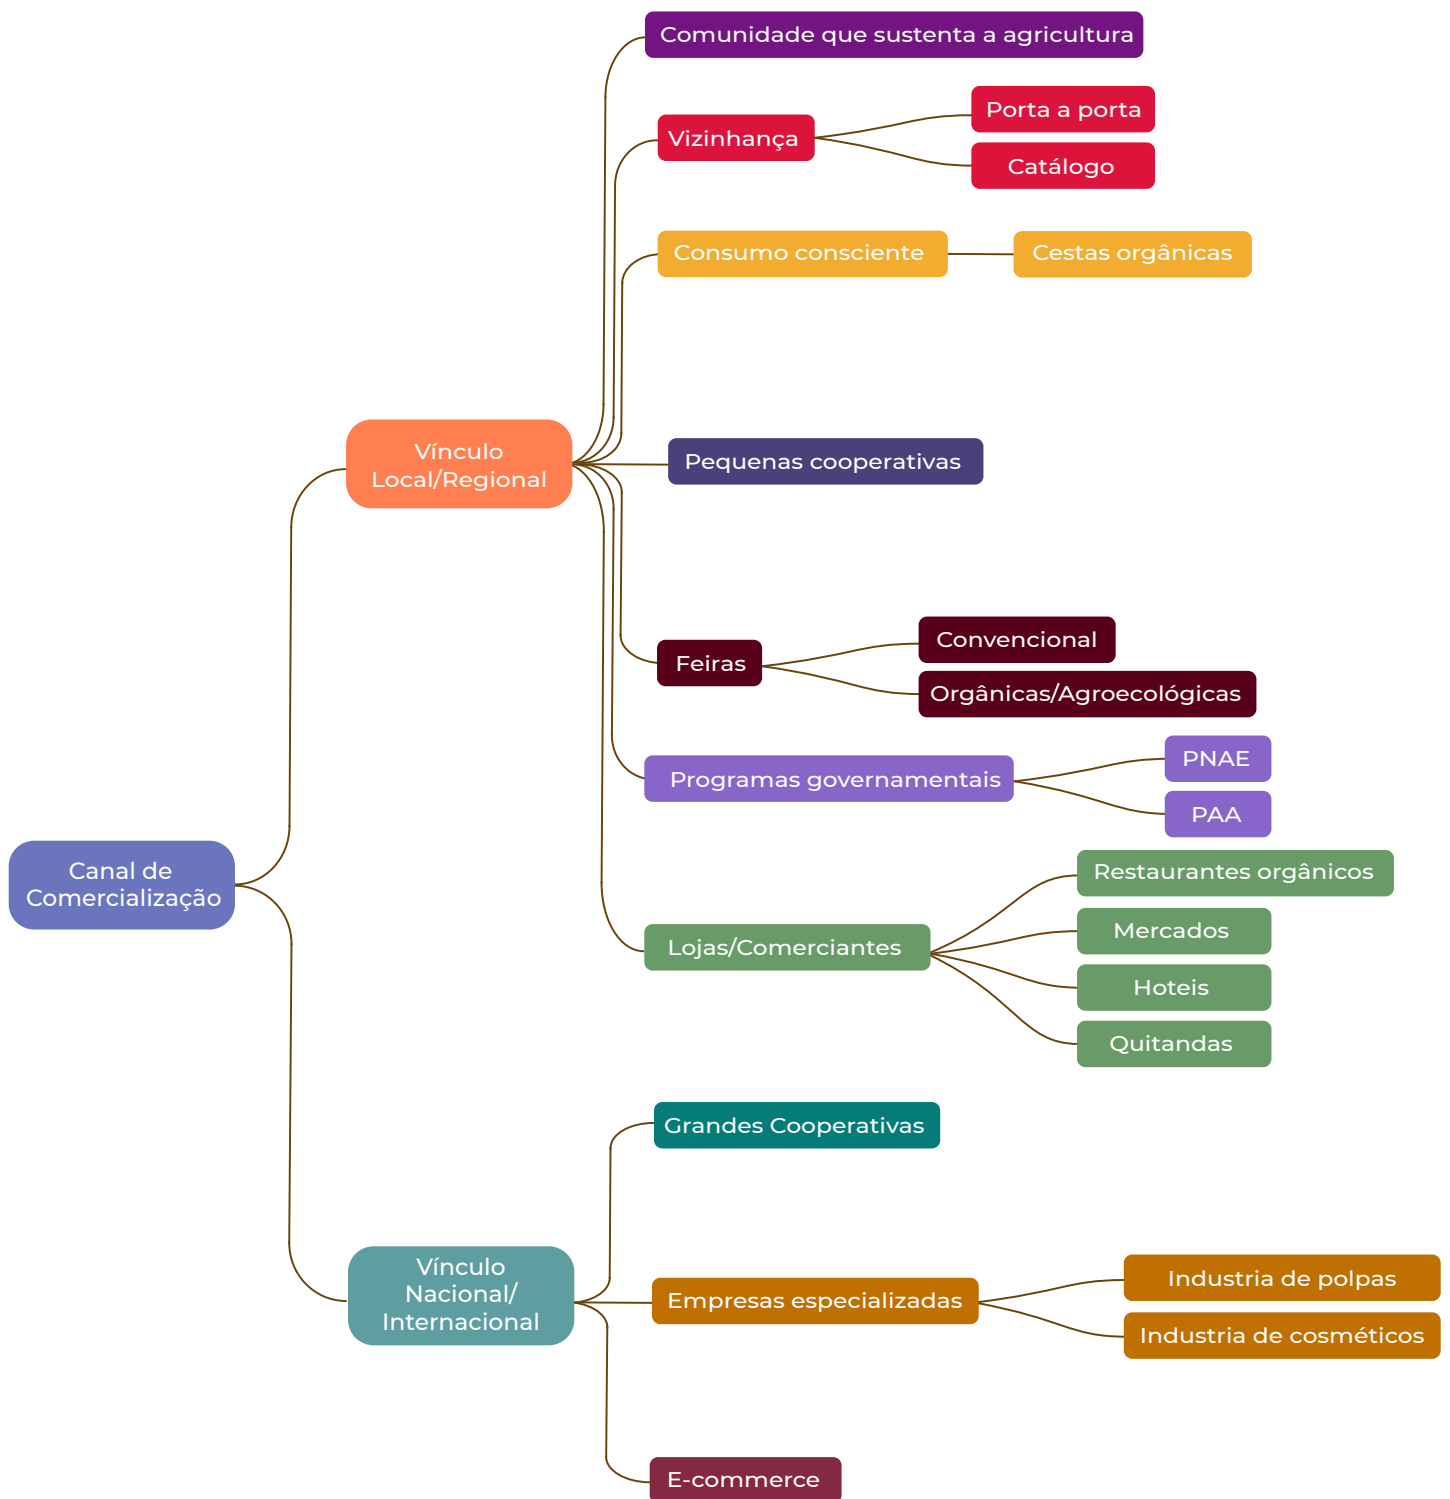 Comunidade que sustenta a agricultura
Vizinhança
Porta a porta
Catálogo
Consumo consciente
Cestas orgânicas
Vínculo
Local/Regional
Pequenas cooperativas
Feiras
Convencional
Orgânicas/Agroecológicas
Programas governamentais
PNAE
PAA
Canal de
Comercialização
Lojas/Comerciantes
Restaurantes orgânicos
Mercados
Hoteis
Quitandas
Grandes Cooperativas
Vínculo
Nacional/
Internacional
Empresas especializadas
Industria de polpas
Industria de cosméticos
E-commerce